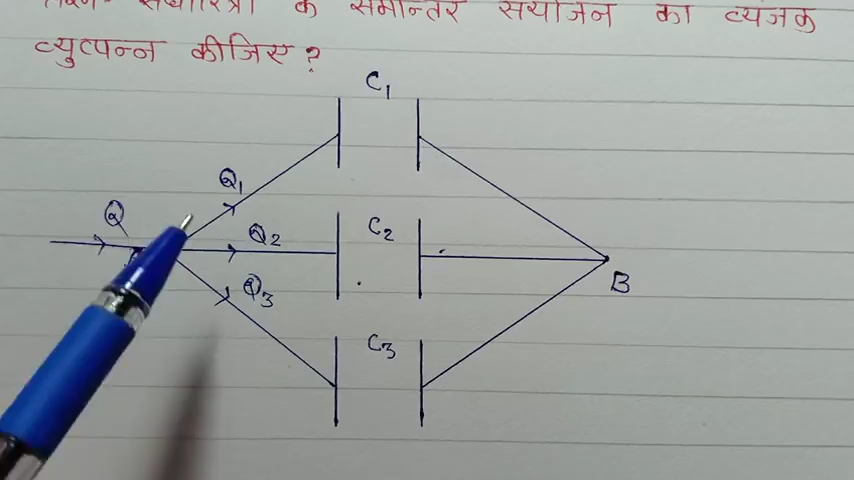 के समान्तर संयोजन का व्यंजक
व्युत्पन्न कीजिए ?
C1
Q1
Q
Q2
C2
Q3
B
C3